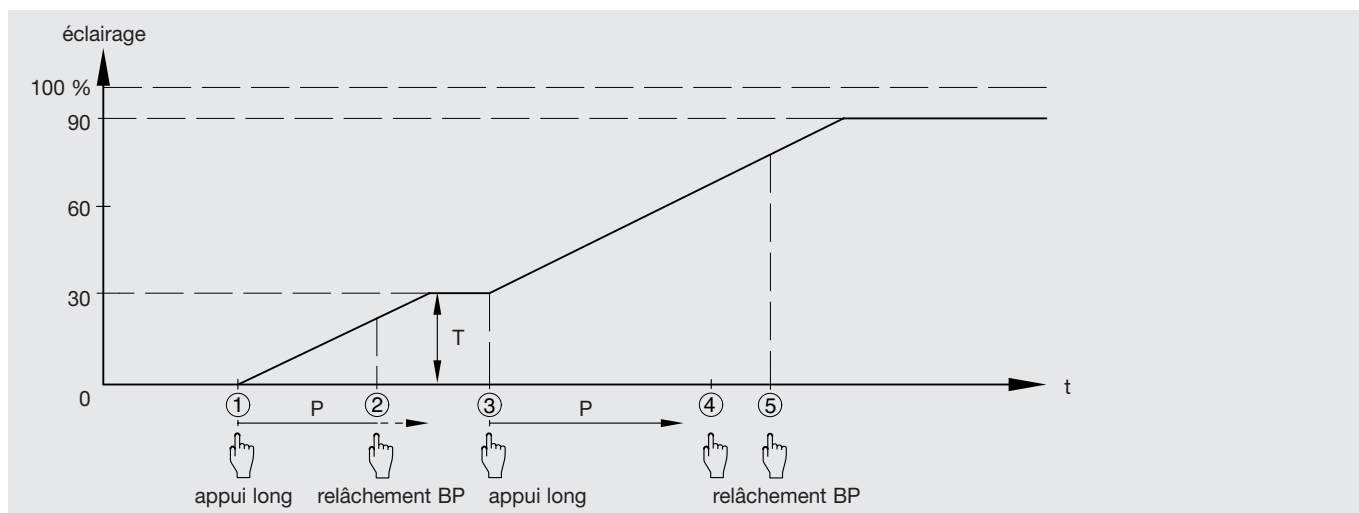 éclairage
100 %
90
60
30
T
0
t
① P ② ③ P ④ ⑤
appui long relâchement BP appui long relâchement BP